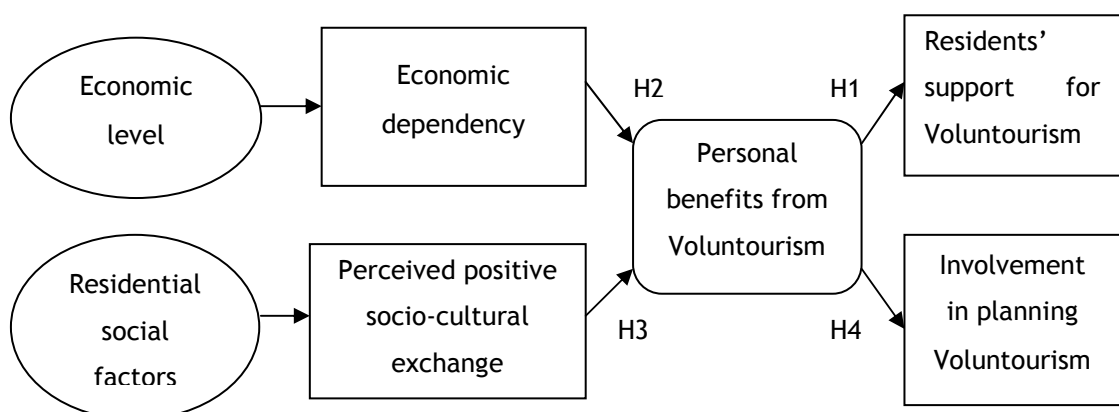 Economic
level
Economic
dependency
H2
Personal
benefits from
Voluntourism
H1
Residents’
support for
Voluntourism
Residential
social
factors
Perceived positive
socio-cultural
exchange
H3
H4
Involvement
in planning
Voluntourism